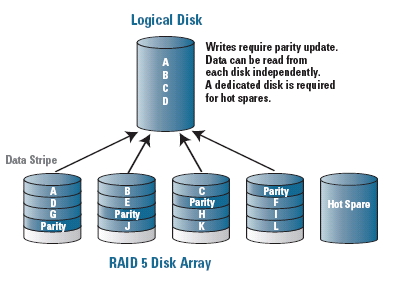 Logical Disk
A
B
C
D
Writes require parity update.
Data can be read from
each disk independently.
A dedicated disk is required
for hot spares.
Data Stripe
A
D
G
Parity
B
E
Parity
J
C
Parity
H
K
Parity
F
I
L
Hot Spare
RAID 5 Disk Array